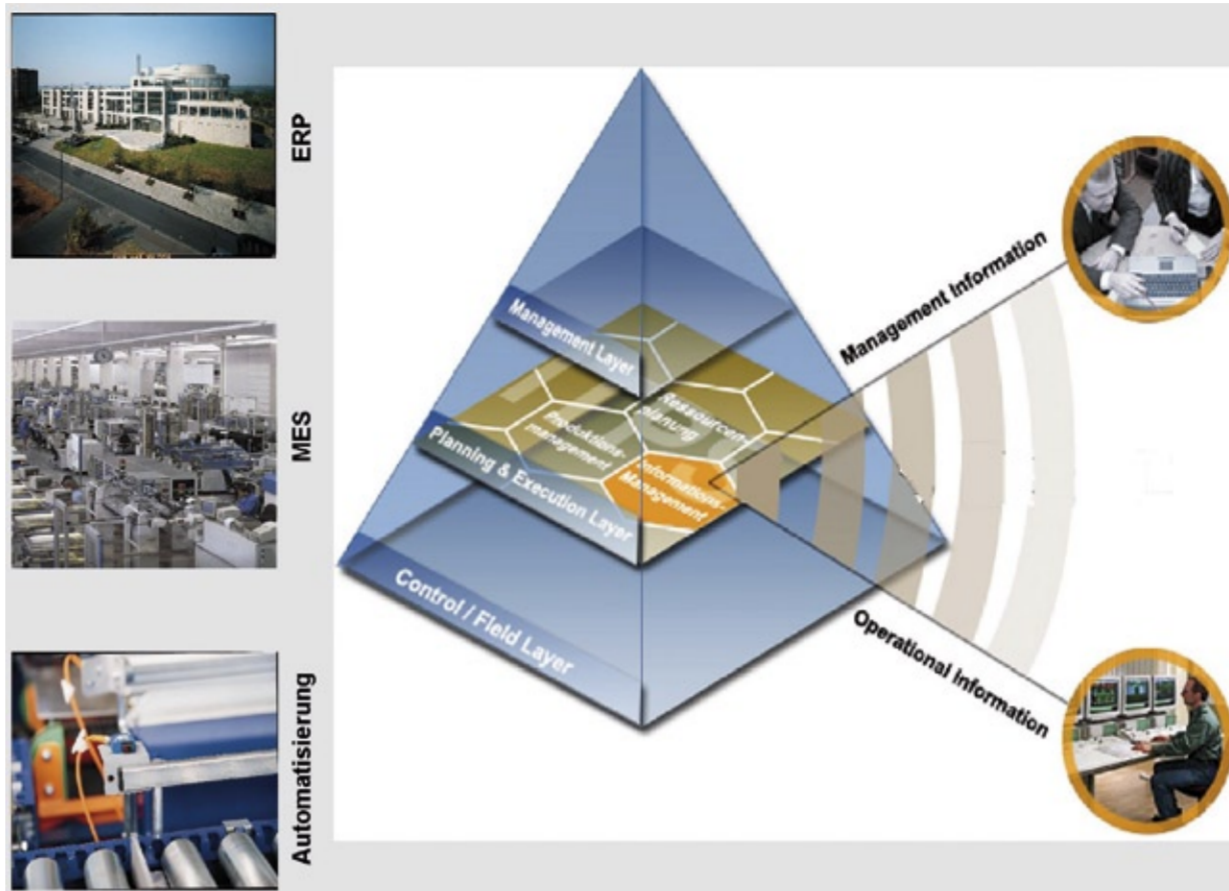 ERP
MES
Automatisierung
Management Layer
Planning & Execution Layer
Control / Field Layer
Ressourcen-
planung
Produktions-
management
Informations-
Management
Management Information
Operational Information